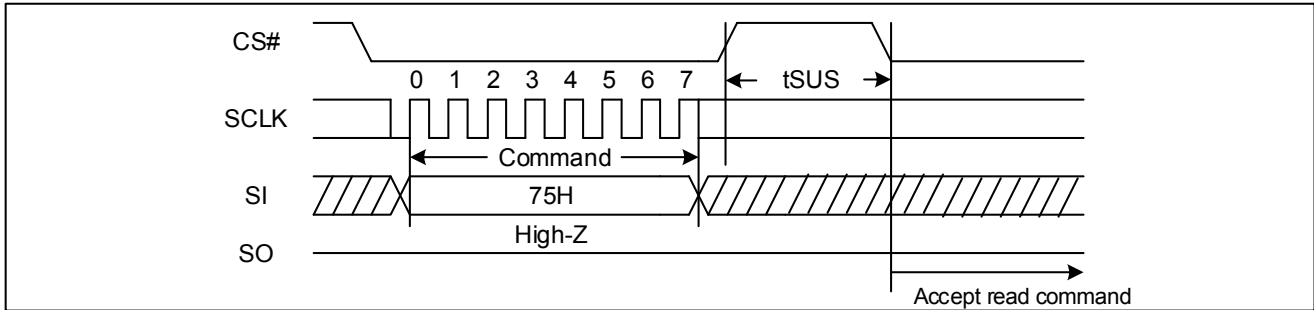 CS#
0 1 2 3 4 5 6 7
tSUS
SCLK
Command
SI
75H
High-Z
SO
Accept read command